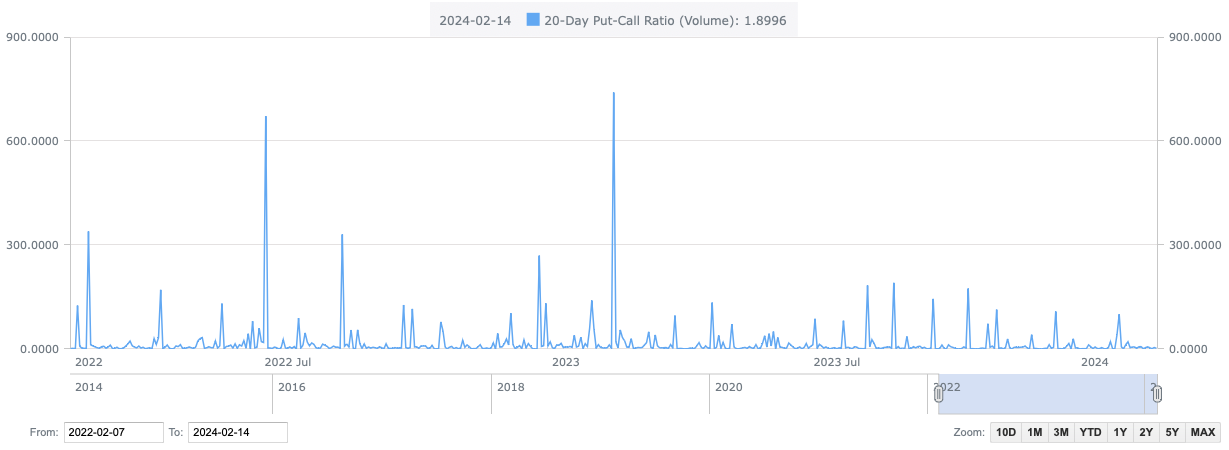 2024-02-14 20-Day Put-Call Ratio (Volume): 1.8996
900.0000 900.0000
600.0000 600.0000
300.0000 300.0000
0.0000 0.0000
2022 2022 Jul 2023 2023 Jul 2024
2014 2016 2018 2020 2022
From: 2022-02-07 To: 2024-02-14 Zoom: 10D 1M 3M YTD 1Y 2Y 5Y MAX